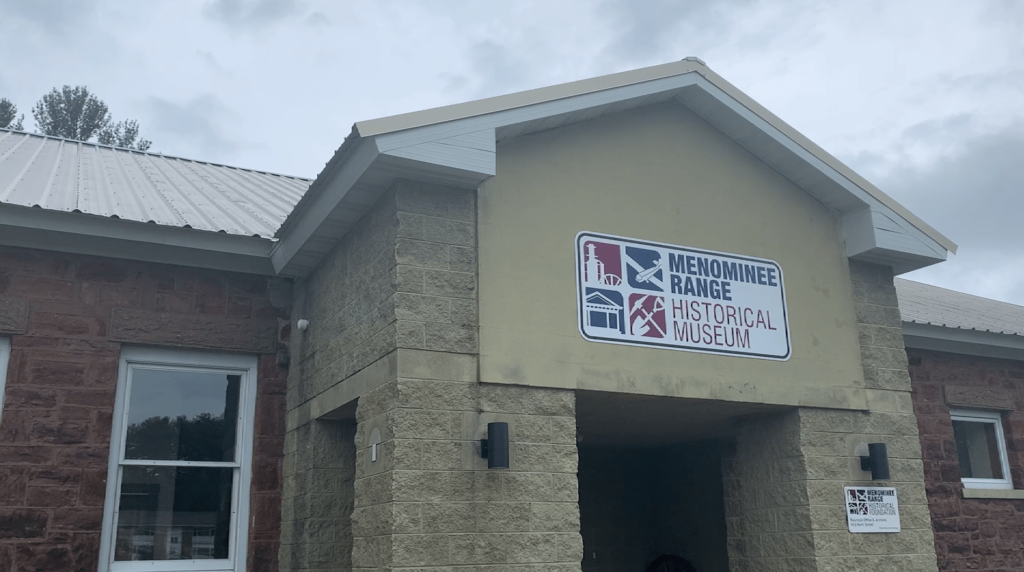 MENOMINEE
RANGE
HISTORICAL
MUSEUM
MENOMINEE
RANGE
HISTORICAL
FOUNDATION